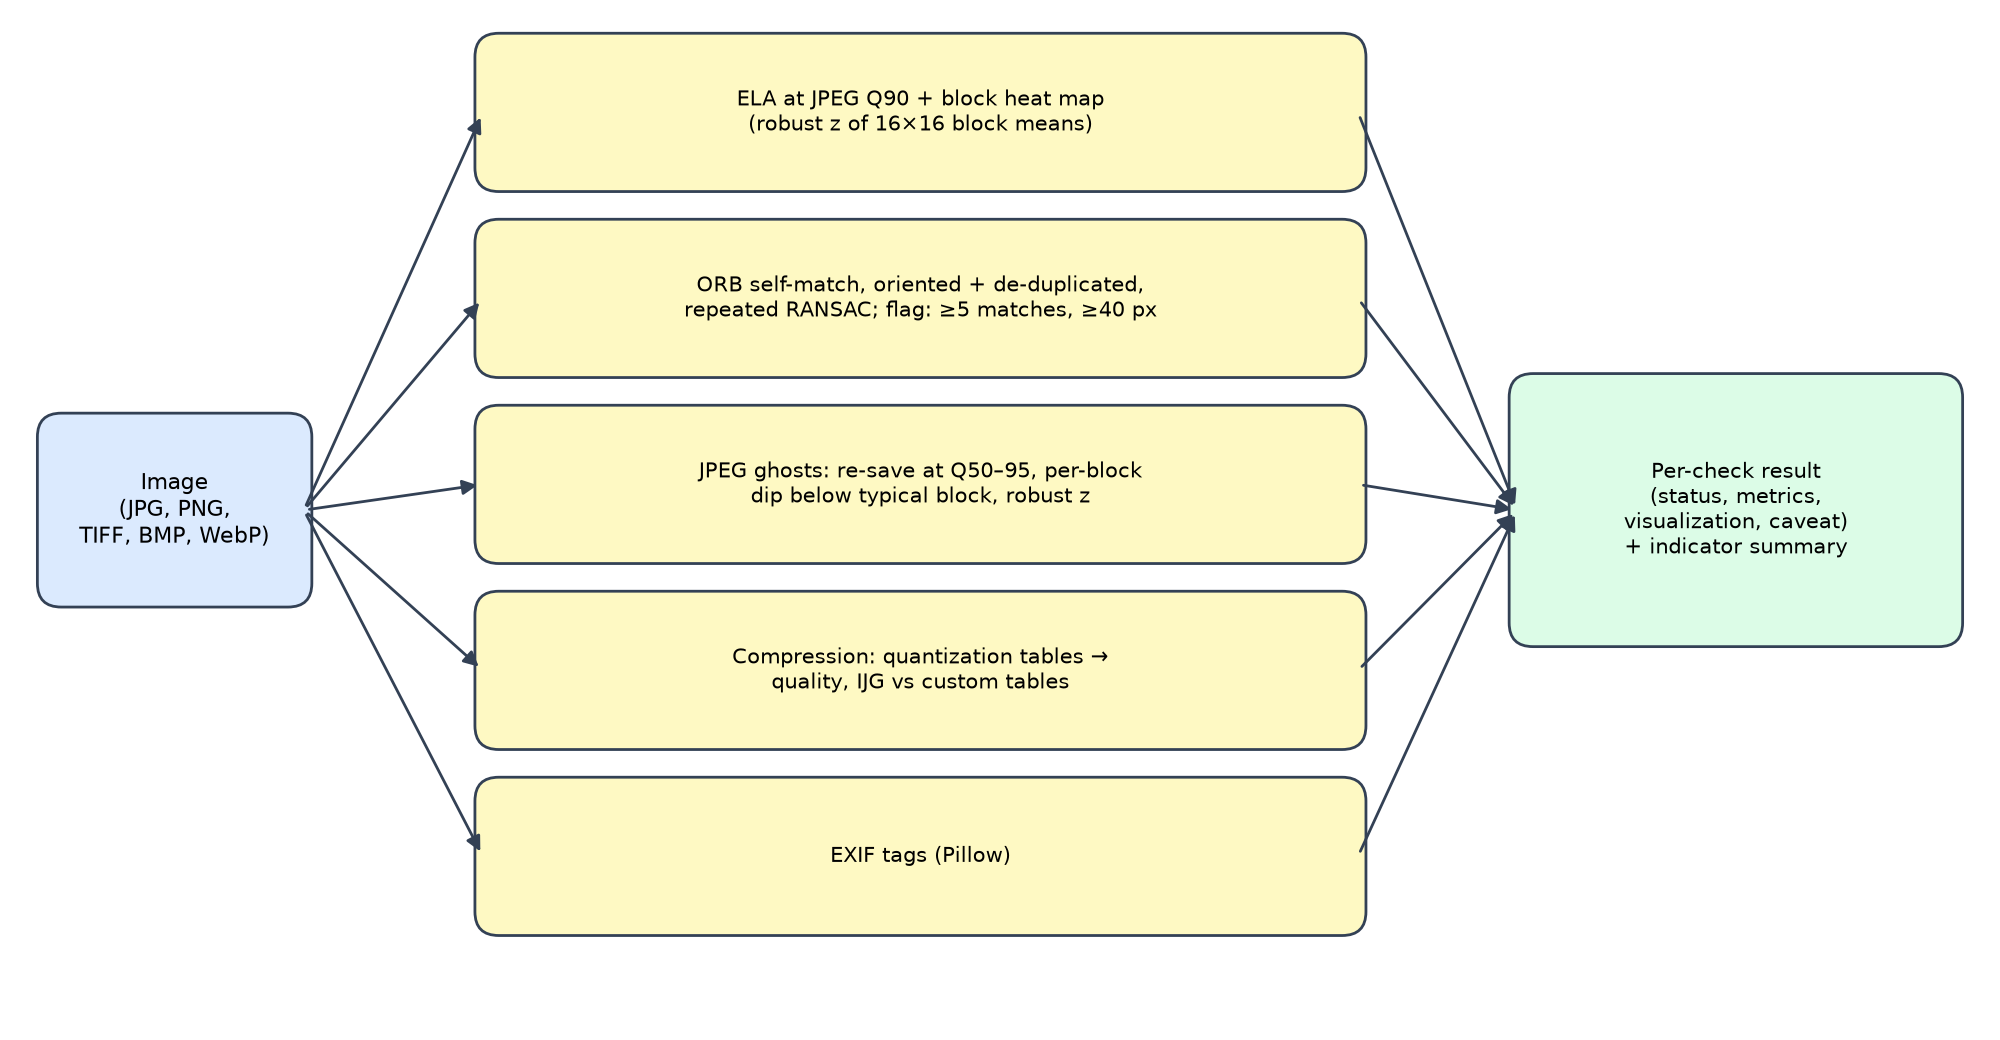 Image
(JPG, PNG,
TIFF, BMP, WebP)
ELA at JPEG Q90 + block heat map
(robust z of 16×16 block means)
ORB self-match, oriented + de-duplicated,
repeated RANSAC; flag: ≥5 matches, ≥40 px
JPEG ghosts: re-save at Q50–95, per-block
dip below typical block, robust z
Compression: quantization tables →
quality, IJG vs custom tables
EXIF tags (Pillow)
Per-check result
(status, metrics,
visualization, caveat)
+ indicator summary